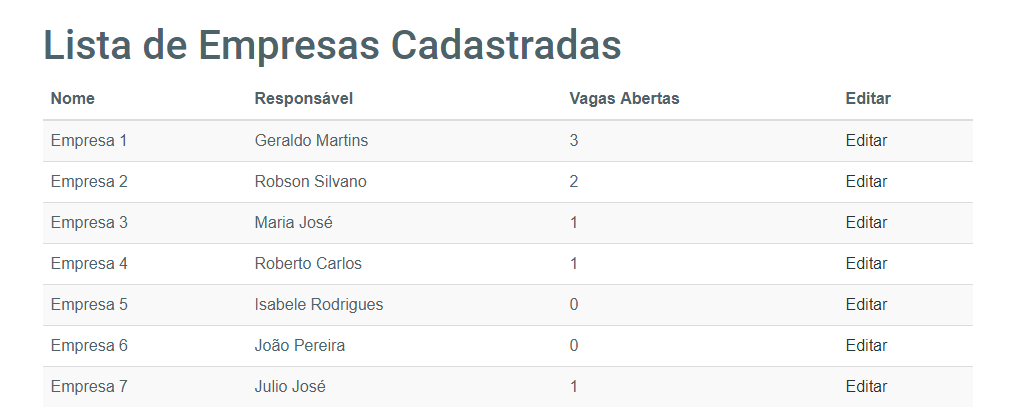 Lista de Empresas Cadastradas
Nome Responsável Vagas Abertas Editar
Empresa 1 Geraldo Martins 3 Editar
Empresa 2 Robson Silvano 2 Editar
Empresa 3 Maria José 1 Editar
Empresa 4 Roberto Carlos 1 Editar
Empresa 5 Isabele Rodrigues 0 Editar
Empresa 6 João Pereira 0 Editar
Empresa 7 Julio José 1 Editar